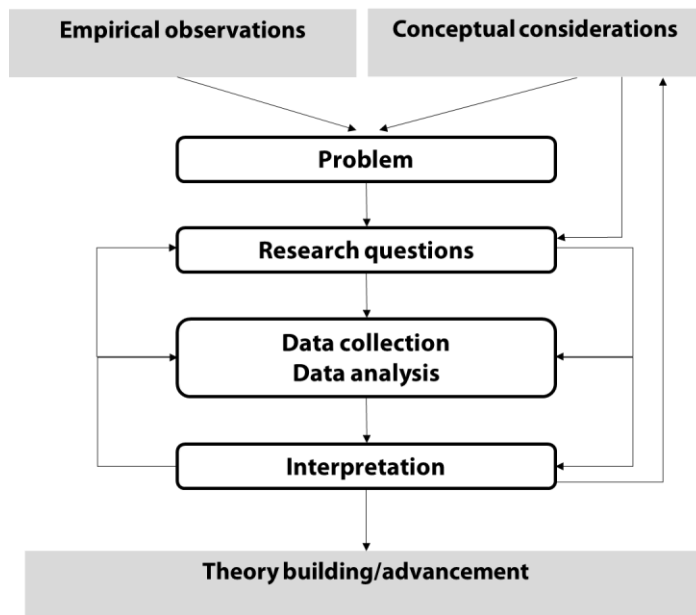 Empirical observations
Conceptual considerations
Problem
Research questions
Data collection
Data analysis
Interpretation
Theory building/advancement